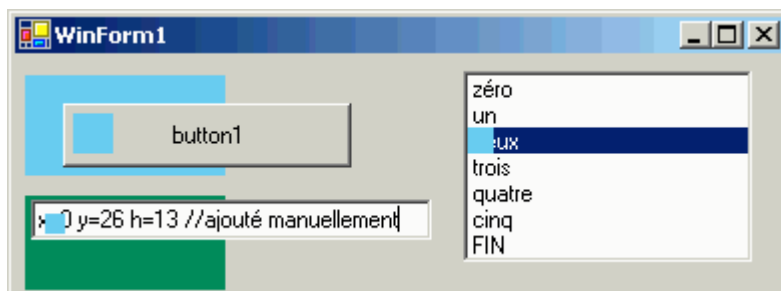 WinForm1
button1
y=26 h=13 //ajouté manuellement
zéro
un
trois
quatre
cinq
FIN